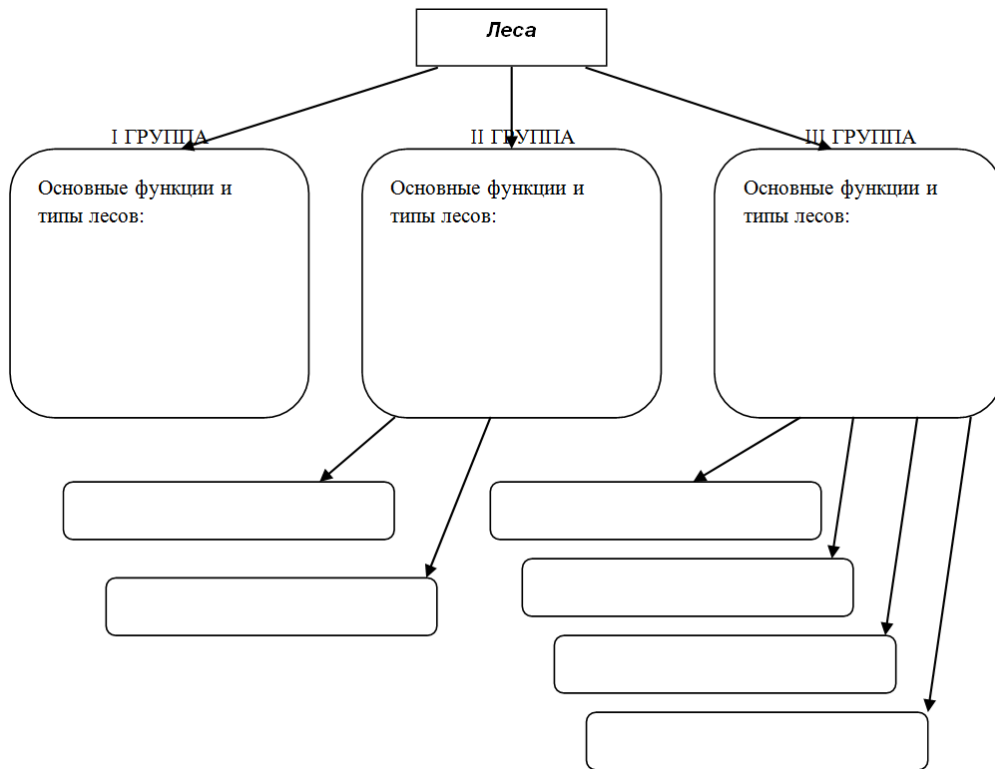 Леса
I ГРУППА
II ГРУППА
III ГРУППА
Основные функции и
типы лесов:
Основные функции и
типы лесов:
Основные функции и
типы лесов: